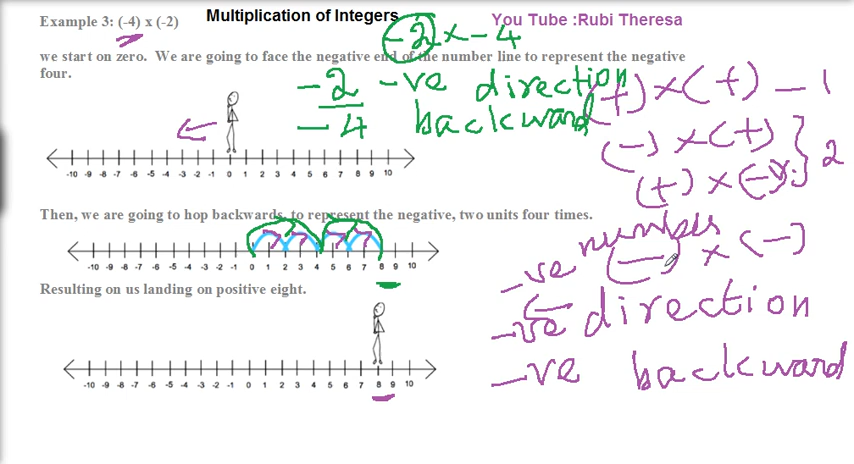 Multiplication of Integers
You Tube :Rubi Theresa
Example 3: (-4) x (-2)
-2 x -4
we start on zero. We are going to face the negative end of the number line to represent the negative
four.
-2 -ve direction
-4 backward
(+) x (+) - 1
(-) x (+) } 2
(+) x (-)
-10 -9 -8 -7 -6 -5 -4 -3 -2 -1 0 1 2 3 4 5 6 7 8 9 10
Then, we are going to hop backwards, to represent the negative, two units four times.
number
(-) x (-)
-10 -9 -8 -7 -6 -5 -4 -3 -2 -1 0 1 2 3 4 5 6 7 8 9 10
Resulting on us landing on positive eight.
-ve direction
-ve backward
-10 -9 -8 -7 -6 -5 -4 -3 -2 -1 0 1 2 3 4 5 6 7 8 9 10